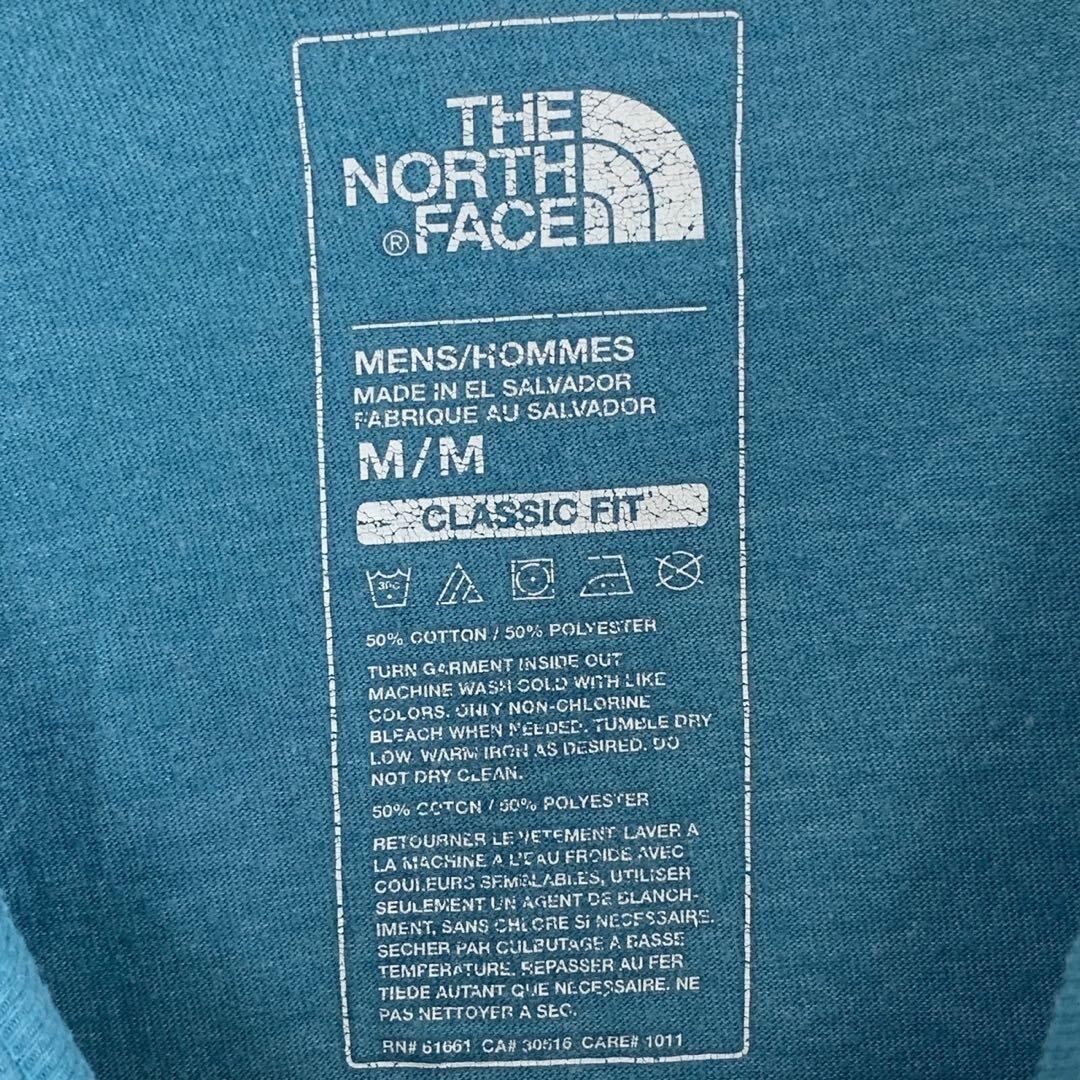 THE
NORTH
® FACE
MENS/HOMMES
MADE IN EL SALVADOR
FABRIQUE AU SALVADOR
M/M
CLASSIC FIT
30C
50% COTTON / 50% POLYESTER
TURN GARMENT INSIDE OUT
MACHINE WASH COLD WITH LIKE
COLORS. ONLY NON-CHLORINE
BLEACH WHEN NEEDED. TUMBLE DRY
LOW. WARM IRON AS DESIRED. DO
NOT DRY CLEAN.
50% COTON / 50% POLYESTER
RETOURNER LE VETEMENT LAVER A
LA MACHINE A L'EAU FROIDE AVEC
COULEURS SEMBLABLES, UTILISER
SEULEMENT UN AGENT DE BLANCH-
IMENT, SANS CHLORE SI NECESSAIRE.
SECHER PAR CULBUTAGE A BASSE
TEMPERATURE. REPASSER AU FER
TIEDE AUTANT QUE NECESSAIRE. NE
PAS NETTOYER A SEC.
RN# 61661 CA# 30516 CARE# 1011